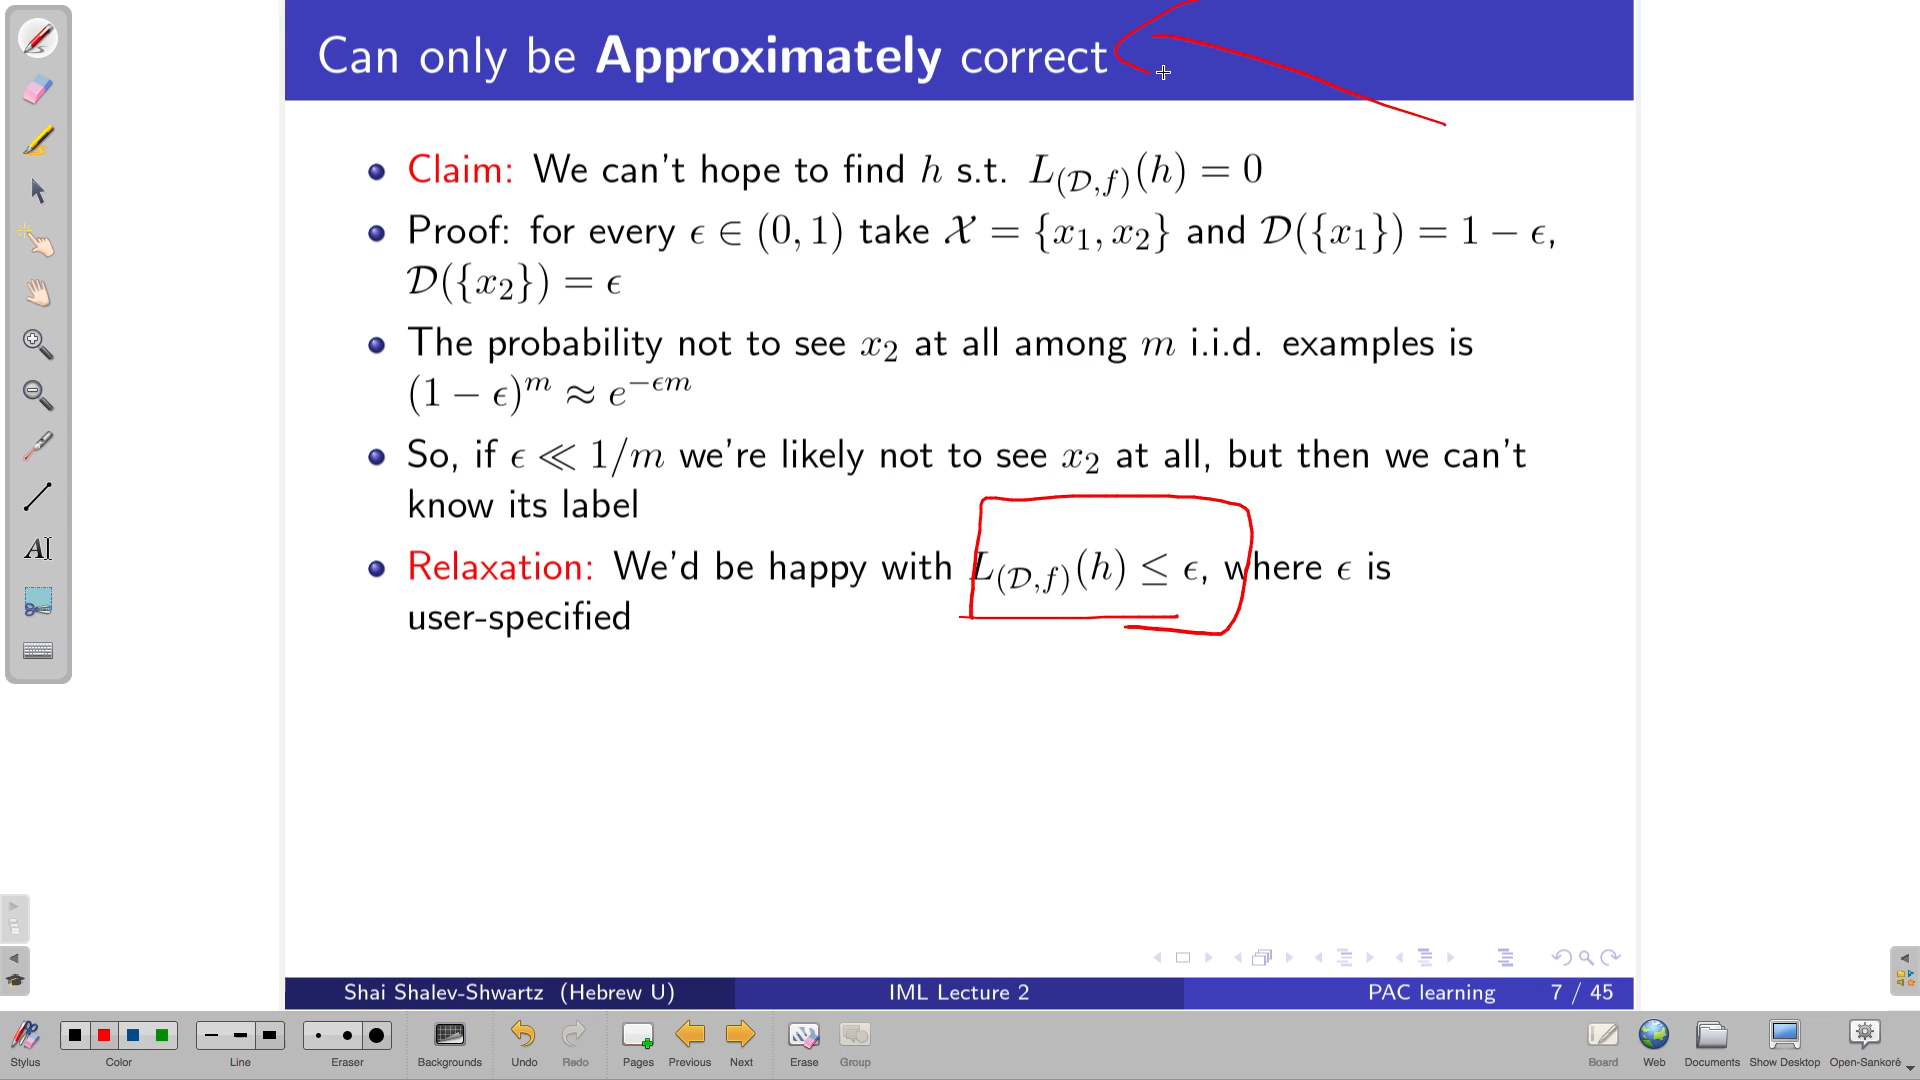 Can only be Approximately correct
Claim: We can't hope to find h s.t. L_{(𝒟,f)}(h) = 0
Proof: for every ϵ ∈ (0, 1) take 𝒳 = {x₁, x₂} and 𝒟({x₁}) = 1 − ϵ,
𝒟({x₂}) = ϵ
The probability not to see x₂ at all among m i.i.d. examples is
(1 − ϵ)^m ≈ e^{−ϵm}
So, if ϵ ≪ 1/m we're likely not to see x₂ at all, but then we can't
know its label
Relaxation: We'd be happy with L_{(𝒟,f)}(h) ≤ ϵ, where ϵ is
user-specified
Shai Shalev-Shwartz (Hebrew U) IML Lecture 2 PAC learning 7 / 45
Stylus Color Line Eraser Backgrounds Undo Redo Pages Previous Next Erase Group Board Web Documents Show Desktop Open-Sankoré